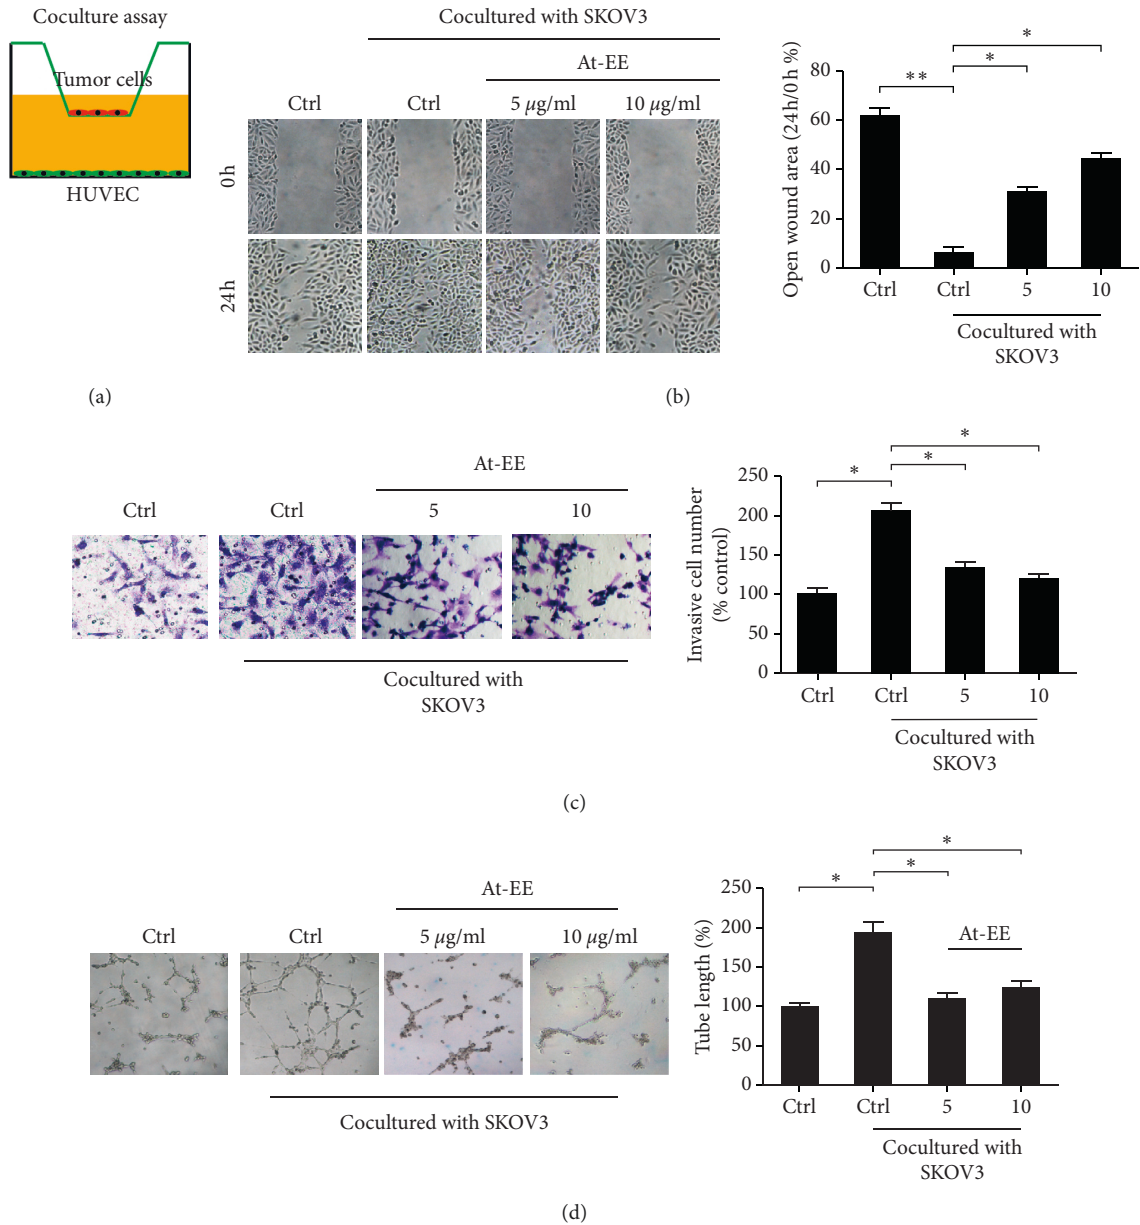 Coculture assay
Tumor cells
HUVEC
(a)
Cocultured with SKOV3
At-EE
Ctrl
Ctrl
5 µg/ml
10 µg/ml
0h
24h
Open wound area (24h/0h %)
80
60
40
20
0
**
*
*
Ctrl
Ctrl
5
10
Cocultured with
SKOV3
(b)
At-EE
Ctrl
Ctrl
5
10
Cocultured with
SKOV3
Invasive cell number
(% control)
250
200
150
100
50
0
*
*
*
Ctrl
Ctrl
5
10
Cocultured with
SKOV3
(c)
At-EE
Ctrl
Ctrl
5 µg/ml
10 µg/ml
Cocultured with SKOV3
Tube length (%)
250
200
150
100
50
0
*
*
*
At-EE
Ctrl
Ctrl
5
10
Cocultured with
SKOV3
(d)